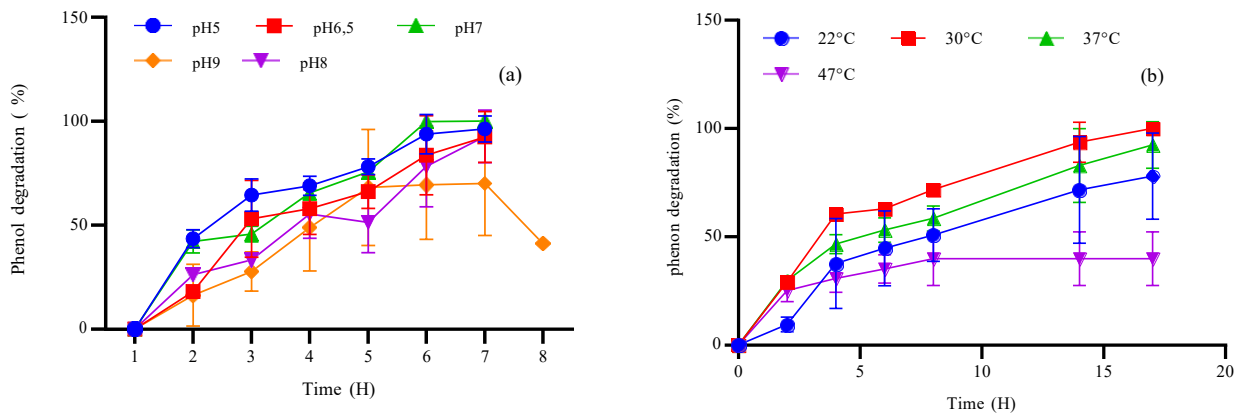 150
pH5
pH6,5
pH7
pH9
pH8
(a)
100
50
0
Phenol degradation ( %)
1 2 3 4 5 6 7 8
Time (H)
150
22°C
30°C
37°C
47°C
(b)
100
50
0
phenon degradation (%)
0 5 10 15 20
Time (H)